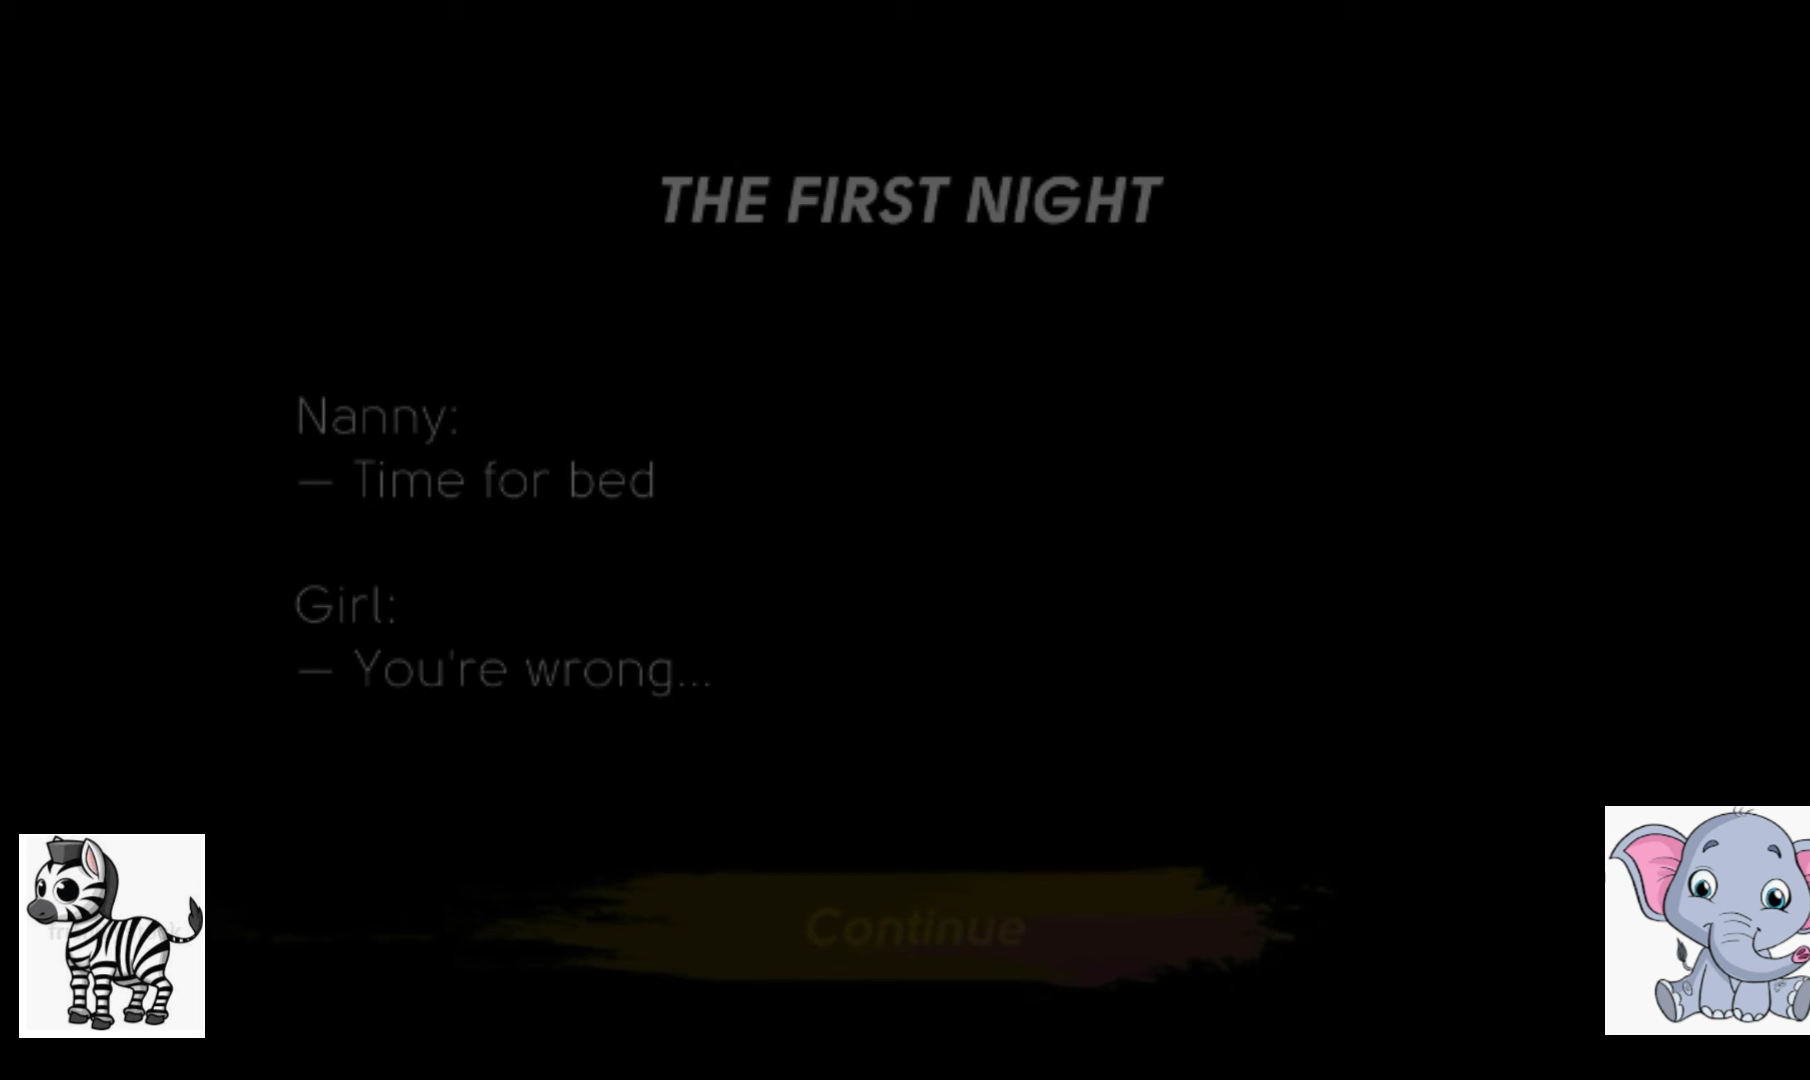 THE FIRST NIGHT
Nanny:
— Time for bed
Girl:
— You're wrong...
Continue